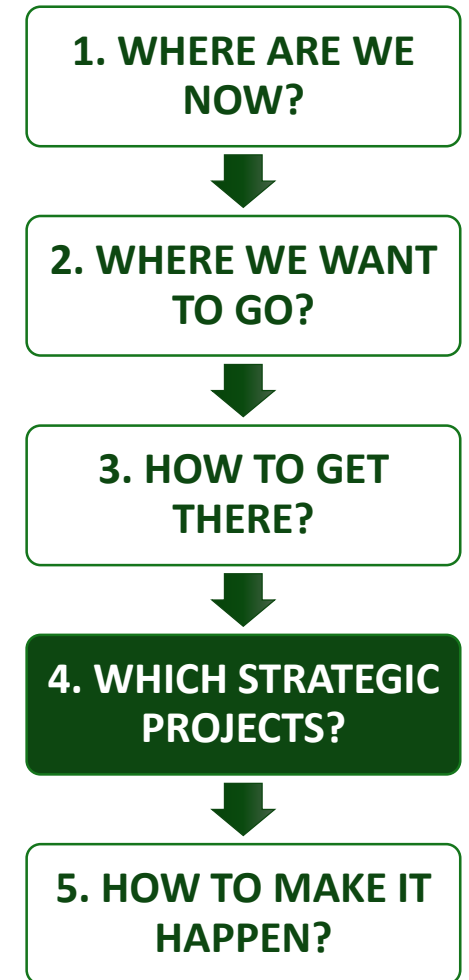 1. WHERE ARE WE
NOW?
2. WHERE WE WANT
TO GO?
3. HOW TO GET
THERE?
4. WHICH STRATEGIC
PROJECTS?
5. HOW TO MAKE IT
HAPPEN?